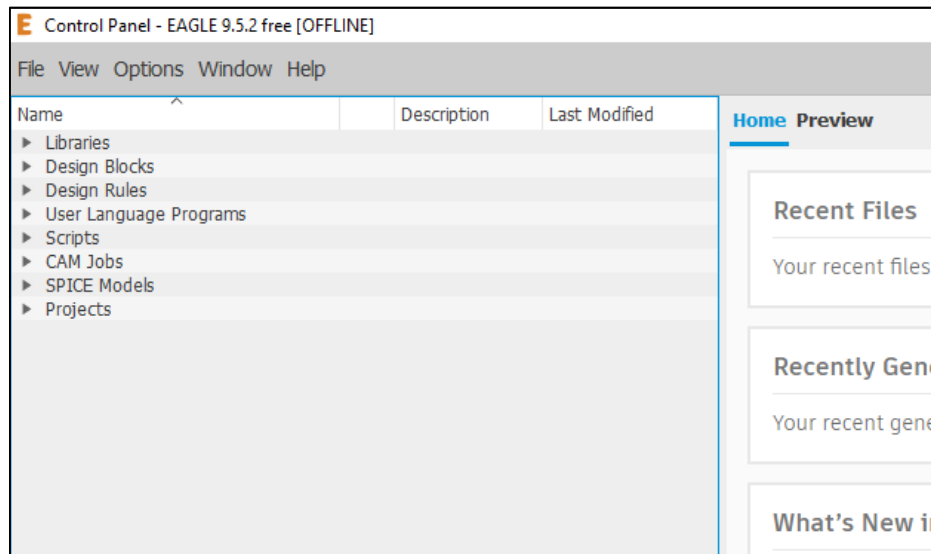 E Control Panel - EAGLE 9.5.2 free [OFFLINE]
File View Options Window Help
Name Description Last Modified
Libraries
Design Blocks
Design Rules
User Language Programs
Scripts
CAM Jobs
SPICE Models
Projects
Home Preview
Recent Files
Your recent files
Recently
Your recent
What's New